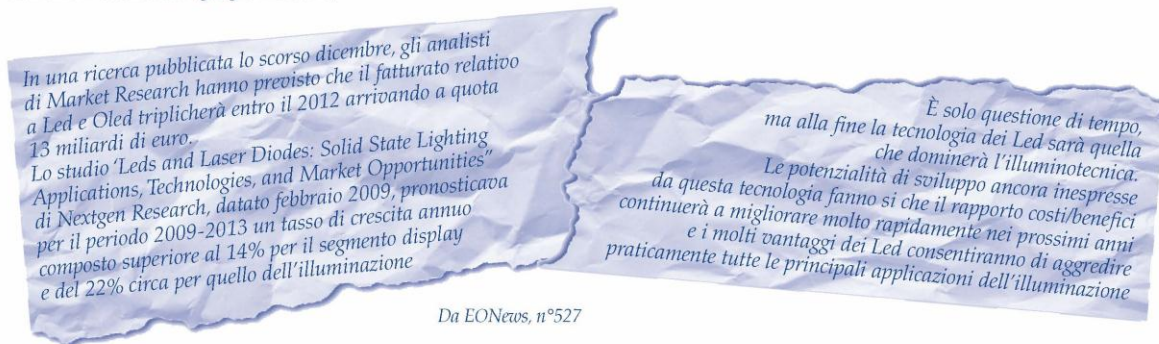 In una ricerca pubblicata lo scorso dicembre, gli analisti
di Market Research hanno previsto che il fatturato relativo
a Led e Oled triplicherà entro il 2012 arrivando a quota
13 miliardi di euro.
Lo studio 'Leds and Laser Diodes: Solid State Lighting
Applications, Technologies, and Market Opportunities"
di Nextgen Research, datato febbraio 2009, pronosticava
per il periodo 2009-2013 un tasso di crescita annuo
composto superiore al 14% per il segmento display
e del 22% circa per quello dell'illuminazione
È solo questione di tempo,
ma alla fine la tecnologia dei Led sarà quella
che dominerà l'illuminotecnica.
Le potenzialità di sviluppo ancora inespresse
da questa tecnologia fanno si che il rapporto costi/benefici
continuerà a migliorare molto rapidamente nei prossimi anni
e i molti vantaggi dei Led consentiranno di aggredire
praticamente tutte le principali applicazioni dell'illuminazione
Da EONews, n°527